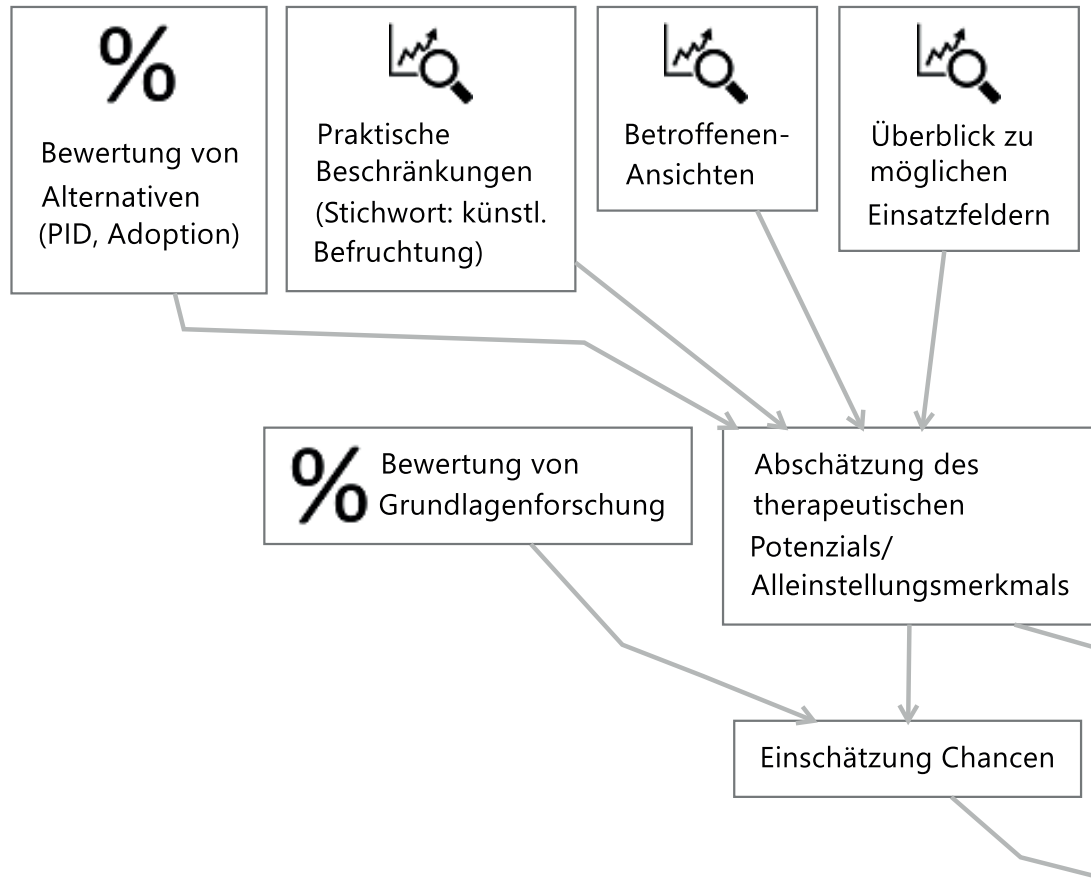 %
Bewertung von
Alternativen
(PID, Adoption)
Praktische
Beschränkungen
(Stichwort: künstl.
Befruchtung)
Betroffenen-
Ansichten
Überblick zu
möglichen
Einsatzfeldern
% Bewertung von
Grundlagenforschung
Abschätzung des
therapeutischen
Potenzials/
Alleinstellungsmerkmals
Einschätzung Chancen